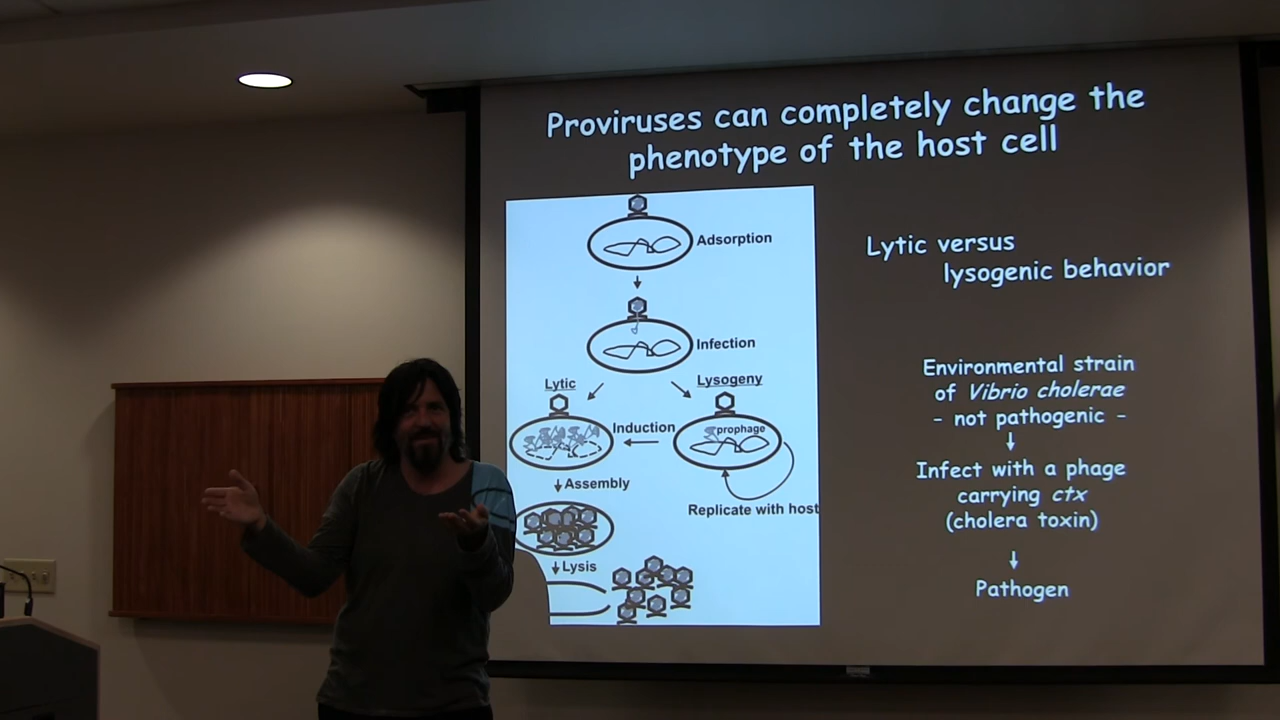 Proviruses can completely change the
phenotype of the host cell
Adsorption
Infection
Lytic
Lysogeny
Induction
prophage
Assembly
Replicate with host
Lysis
Lytic versus
lysogenic behavior
Environmental strain
of Vibrio cholerae
- not pathogenic -
Infect with a phage
carrying ctx
(cholera toxin)
Pathogen